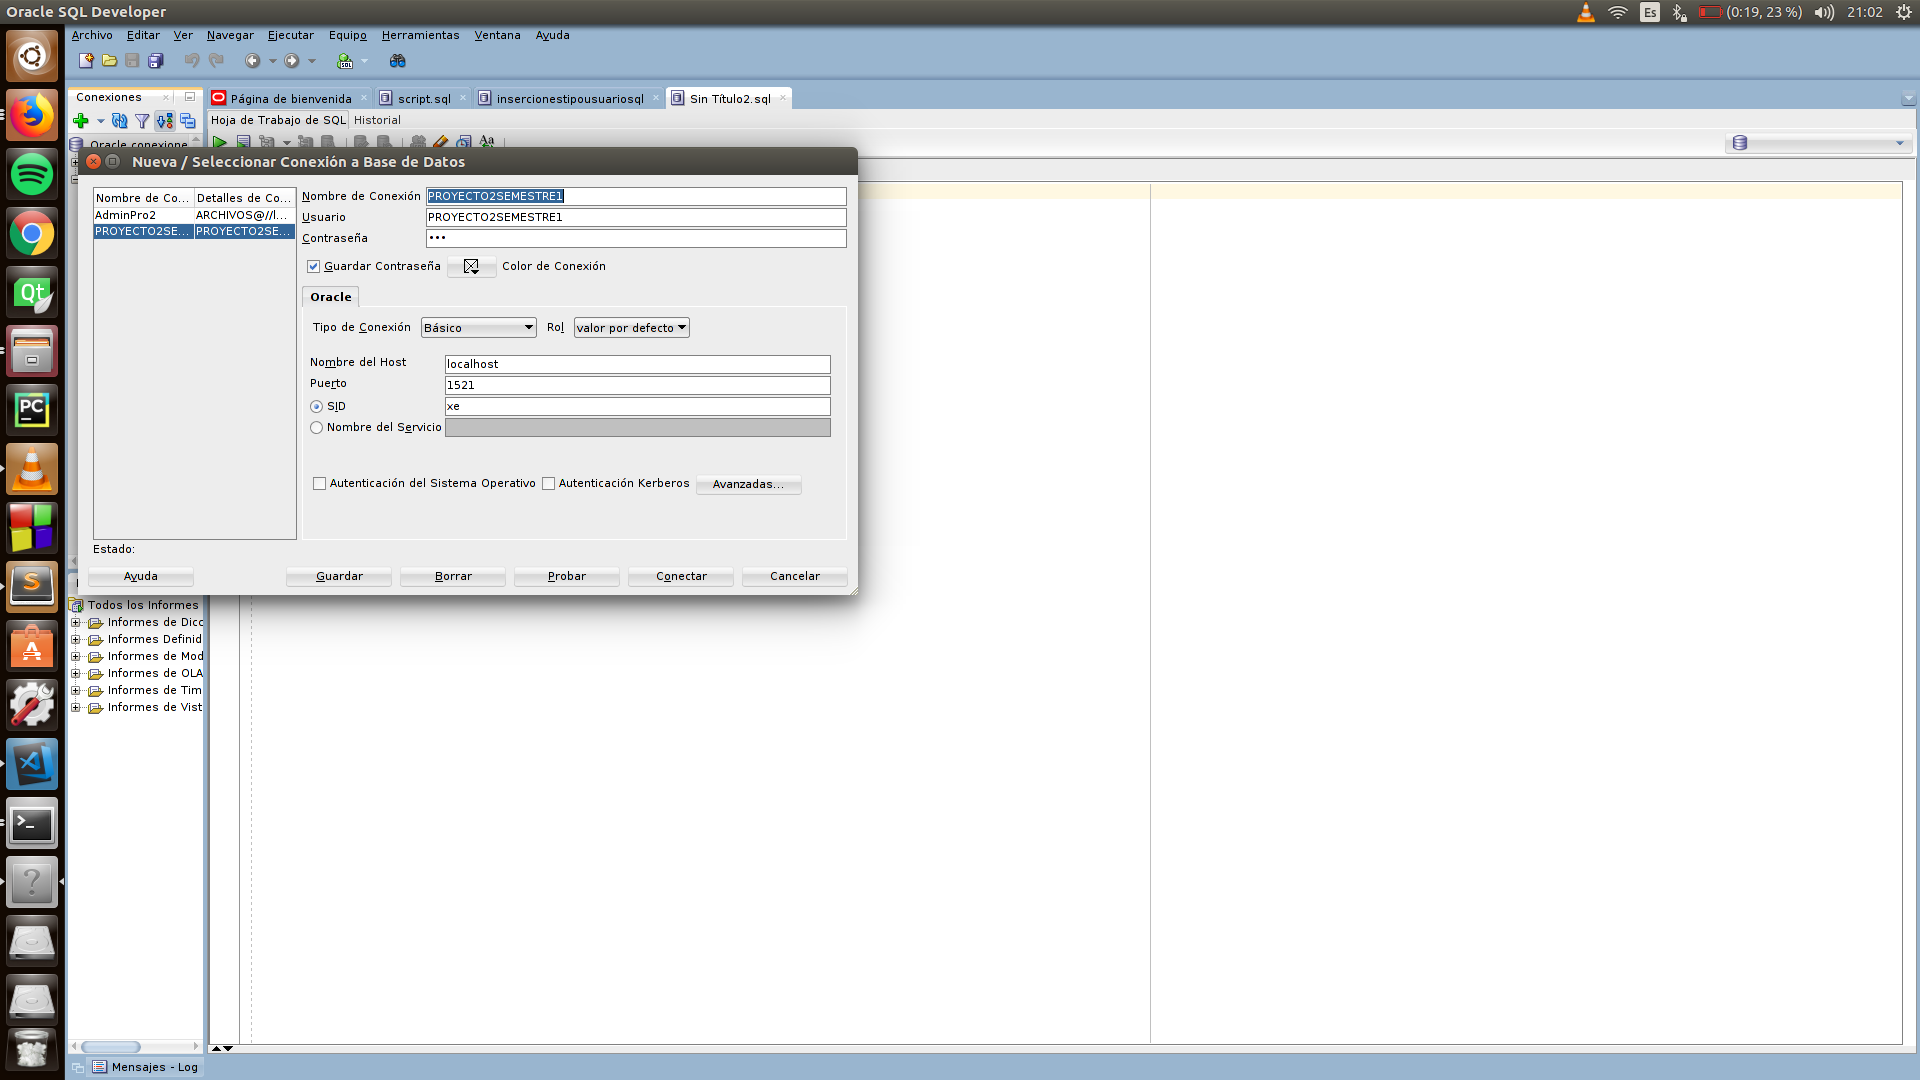 Oracle SQL Developer
Es
(0:19, 23 %)
21:02
Archivo Editar Ver Navegar Ejecutar Equipo Herramientas Ventana Ayuda
Conexiones
Página de bienvenida
script.sql
insercionestipousuariosql
Sin Título2.sql
Hoja de Trabajo de SQL
Historial
Oracle conexione
Nueva / Seleccionar Conexión a Base de Datos
Nombre de Co... Detalles de Co...
AdminPro2 ARCHIVOS@//l...
PROYECTO2SE... PROYECTO2SE...
Nombre de Conexión PROYECTO2SEMESTRE1
Usuario PROYECTO2SEMESTRE1
Contraseña •••
Guardar Contraseña Color de Conexión
Oracle
Tipo de Conexión Básico Rol valor por defecto
Nombre del Host localhost
Puerto 1521
SID xe
Nombre del Servicio
Autenticación del Sistema Operativo Autenticación Kerberos Avanzadas...
Estado:
Ayuda Guardar Borrar Probar Conectar Cancelar
Todos los Informes
Informes de Dicc
Informes Definid
Informes de Mod
Informes de OLA
Informes de Tim
Informes de Vist
Mensajes - Log